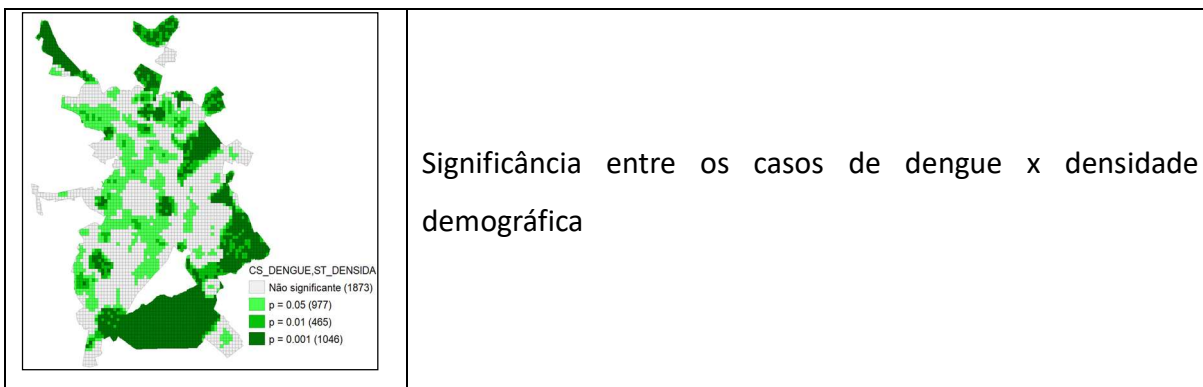 CS_DENGUE,ST_DENSIDA
Não significante (1873)
p = 0.05 (977)
p = 0.01 (465)
p = 0.001 (1046)
Significância entre os casos de dengue x densidade
demográfica